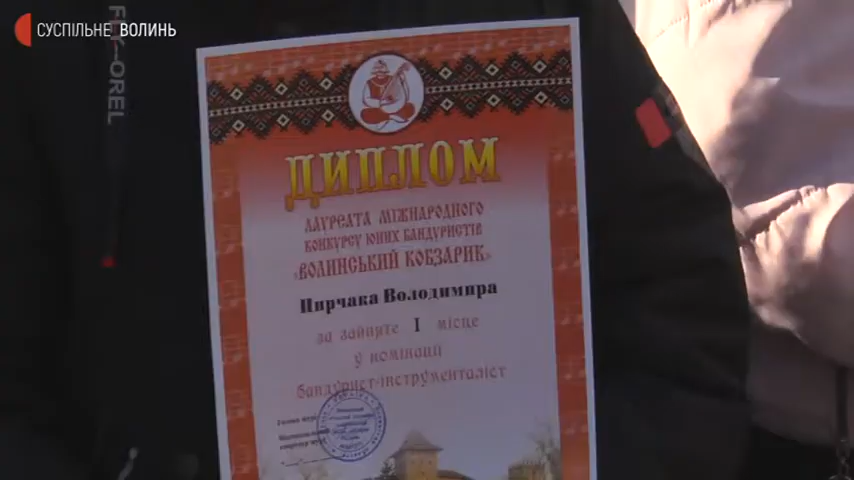 СУСПІЛЬНЕ ВОЛИНЬ
FLY-OREL
ДИПЛОМ
ЛАУРЕАТА МІЖНАРОДНОГО
КОНКУРСУ ЮНИХ БАНДУРИСТІВ
«ВОЛИНСЬКИЙ КОБЗАРИК»
Пирчака Володимира
за зайняте I місце
у номінації
бандурист-інструменталіст